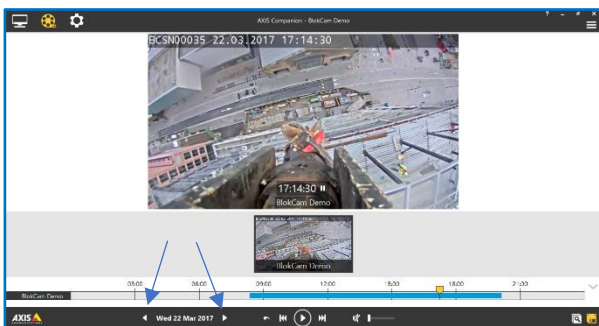 AXIS Companion - BlokCam Demo
BCSN00035 22.03.2017 17:14:30
17:14:30
BlokCam Demo
BlokCam Demo
03:00 06:00 09:00 12:00 15:00 18:00 21:00
BlokCam Demo
AXIS Wed 22 Mar 2017